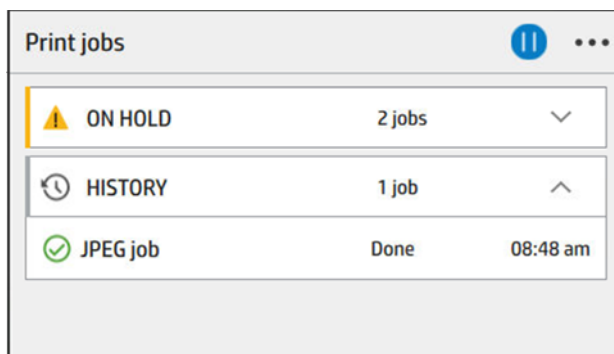 Print jobs
ON HOLD 2 jobs
HISTORY 1 job
JPEG job Done 08:48 am